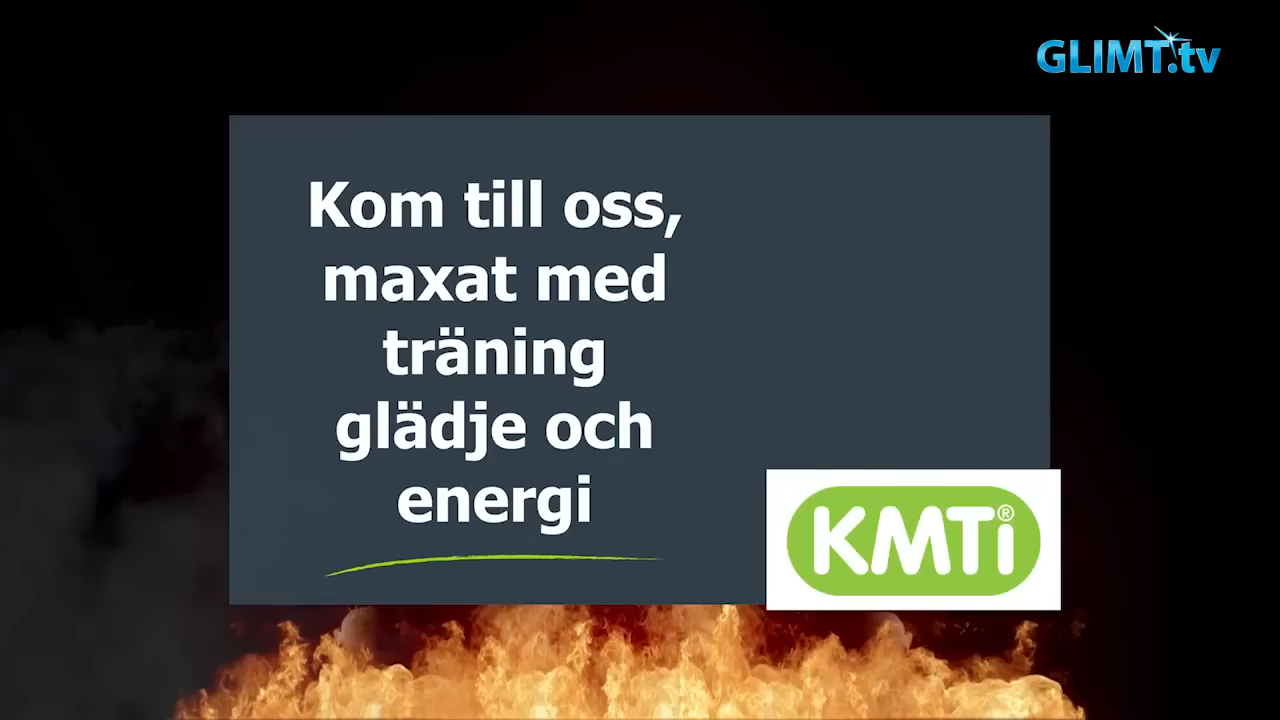 GLIMT.tv
Kom till oss,
maxat med
träning
glädje och
energi
KMTi®